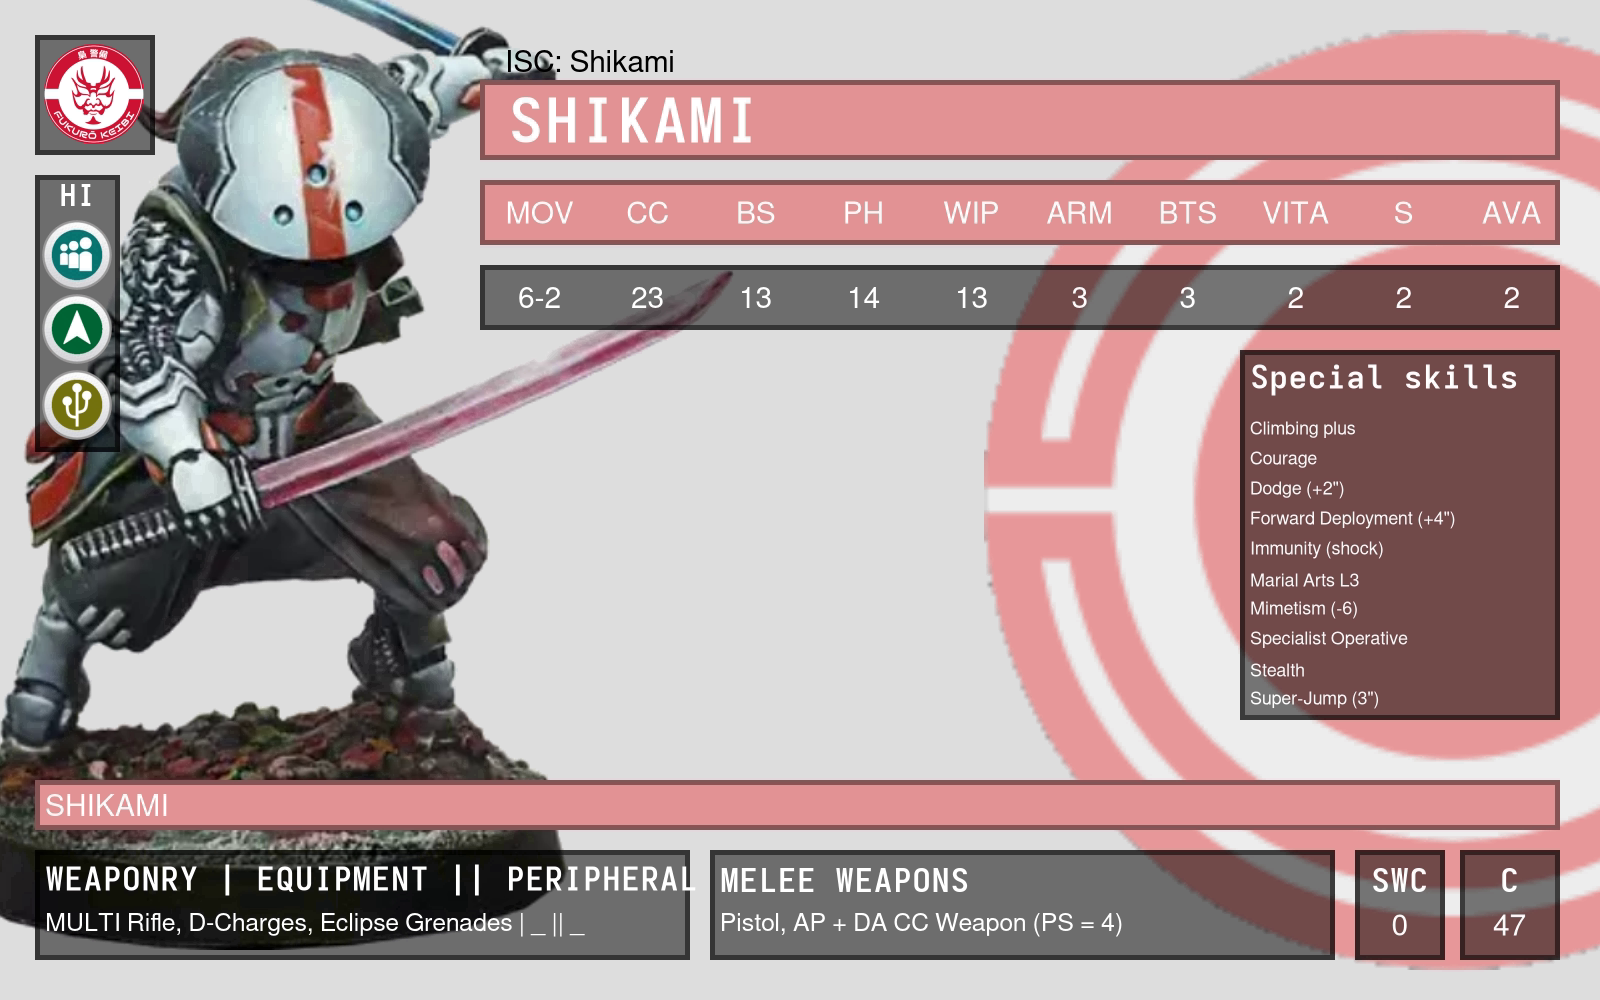 梟 警備
FUKURŌ KEIBI
HI
ISC: Shikami
SHIKAMI
MOV CC BS PH WIP ARM BTS VITA S AVA
6-2 23 13 14 13 3 3 2 2 2
Special skills
Climbing plus
Courage
Dodge (+2")
Forward Deployment (+4")
Immunity (shock)
Marial Arts L3
Mimetism (-6)
Specialist Operative
Stealth
Super-Jump (3")
SHIKAMI
WEAPONRY | EQUIPMENT || PERIPHERAL
MULTI Rifle, D-Charges, Eclipse Grenades | _ || _
MELEE WEAPONS
Pistol, AP + DA CC Weapon (PS = 4)
SWC
0
C
47